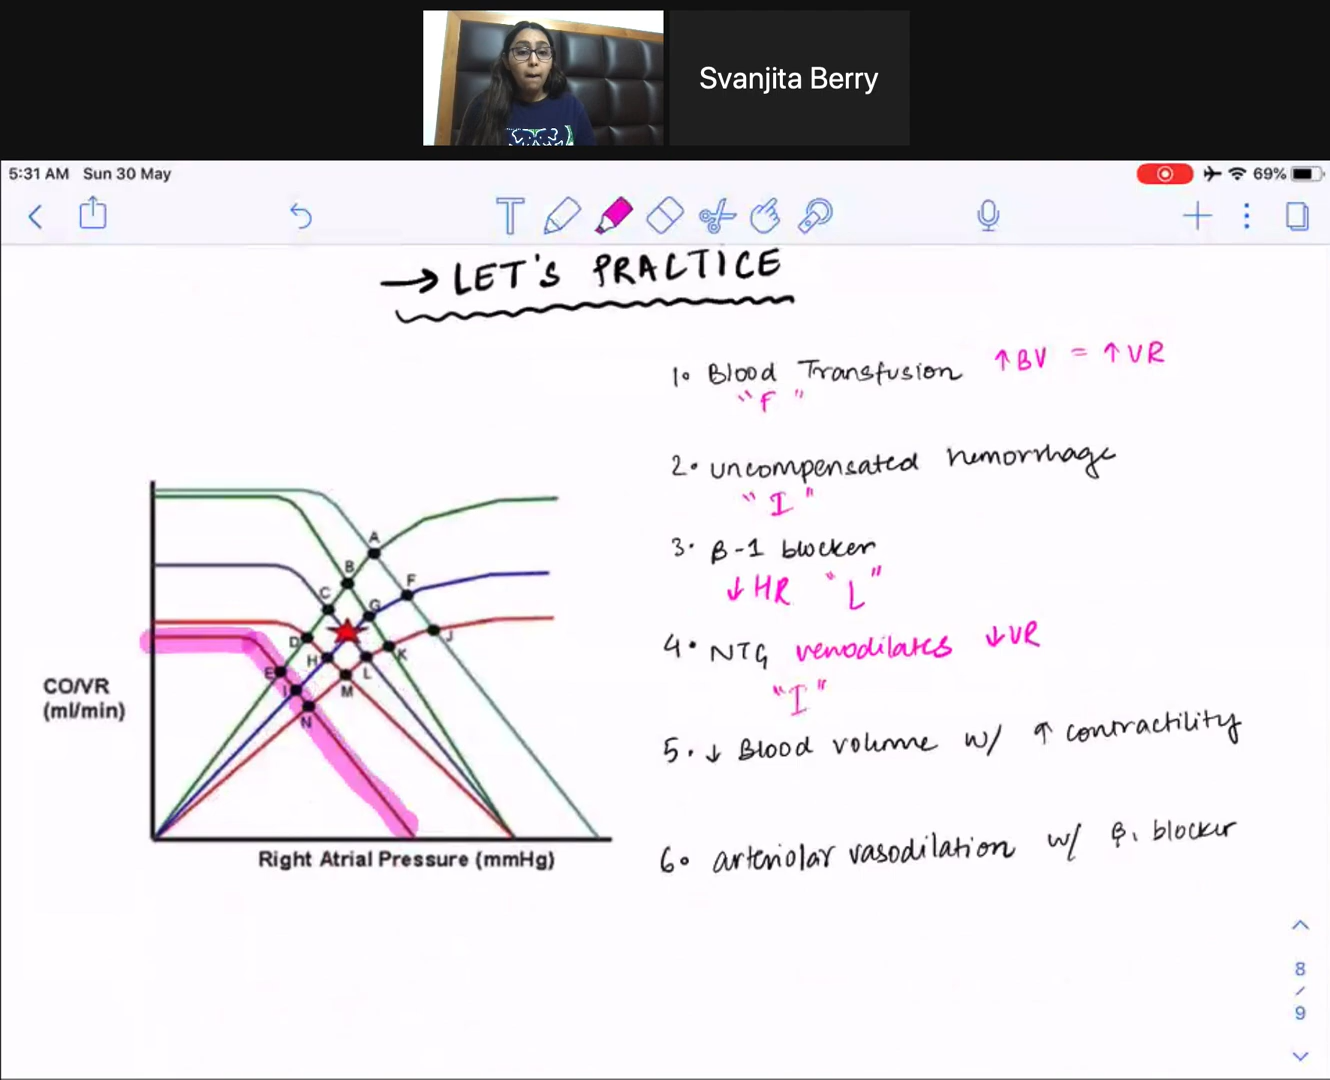 Svanjita Berry
5:31 AM Sun 30 May
69%
T
→ LET'S PRACTICE
1. Blood Transfusion ↑BV = ↑VR
"F"
2. uncompensated hemorrhage
"I"
3. β-1 blocker
↓HR "L"
4. NTG venodilates ↓VR
"I"
5. ↓ Blood volume w/ ↑ contractility
6. arteriolar vasodilation w/ β₁ blocker
A
B
F
C
G
D
J
H
K
E
L
I
M
N
CO/VR
(ml/min)
Right Atrial Pressure (mmHg)
8
/
9